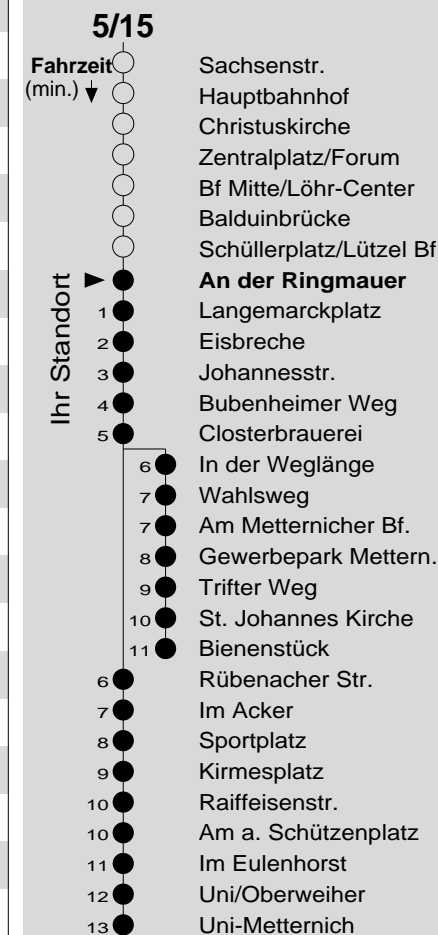 5/15
Fahrzeit Sachsenstr.
(min.) Hauptbahnhof
Christuskirche
Zentralplatz/Forum
Bf Mitte/Löhr-Center
Balduinbrücke
Schüllerplatz/Lützel Bf
Ihr Standort
An der Ringmauer
1 Langemarckplatz
2 Eisbreche
3 Johannesstr.
4 Bubenheimer Weg
5 Closterbrauerei
6 In der Weglänge
7 Wahlsweg
7 Am Metternicher Bf.
8 Gewerbepark Mettern.
9 Trifter Weg
10 St. Johannes Kirche
11 Bienenstück
6 Rübenacher Str.
7 Im Acker
8 Sportplatz
9 Kirmesplatz
10 Raiffeisenstr.
10 Am a. Schützenplatz
11 Im Eulenhorst
12 Uni/Oberweiher
13 Uni-Metternich